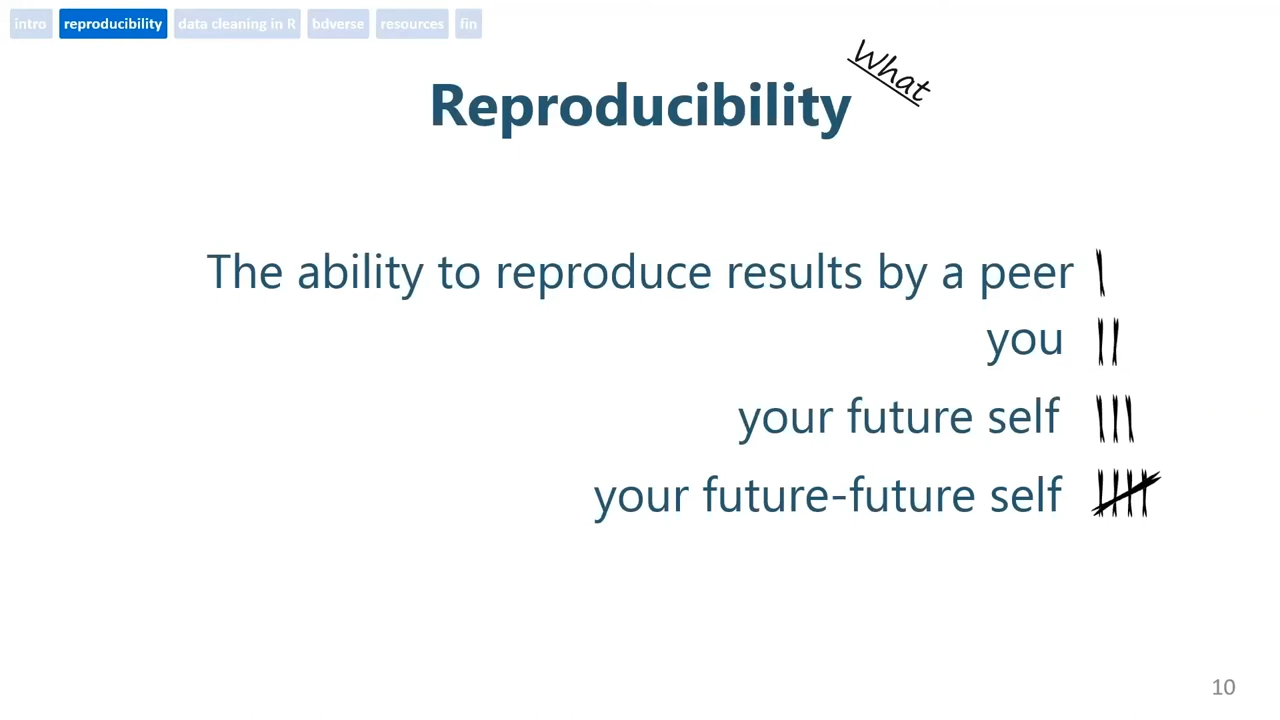 intro reproducibility data cleaning in R bdverse resources fin
What
Reproducibility
The ability to reproduce results by a peer
you
your future self
your future-future self
10